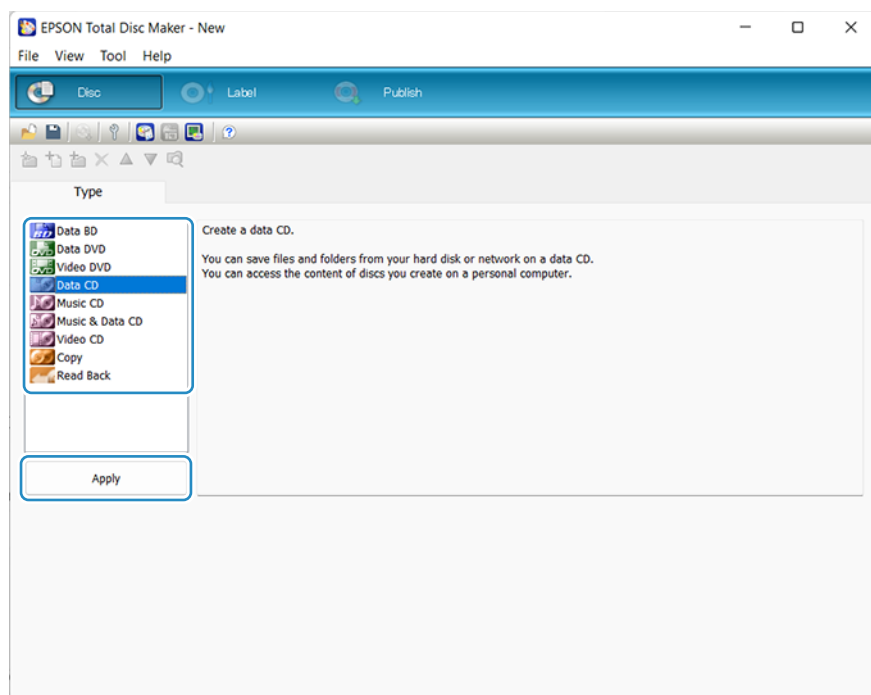 EPSON Total Disc Maker - New
File View Tool Help
Disc Label Publish
Type
Data BD
Data DVD
Video DVD
Data CD
Music CD
Music & Data CD
Video CD
Copy
Read Back
Apply
Create a data CD.
You can save files and folders from your hard disk or network on a data CD.
You can access the content of discs you create on a personal computer.